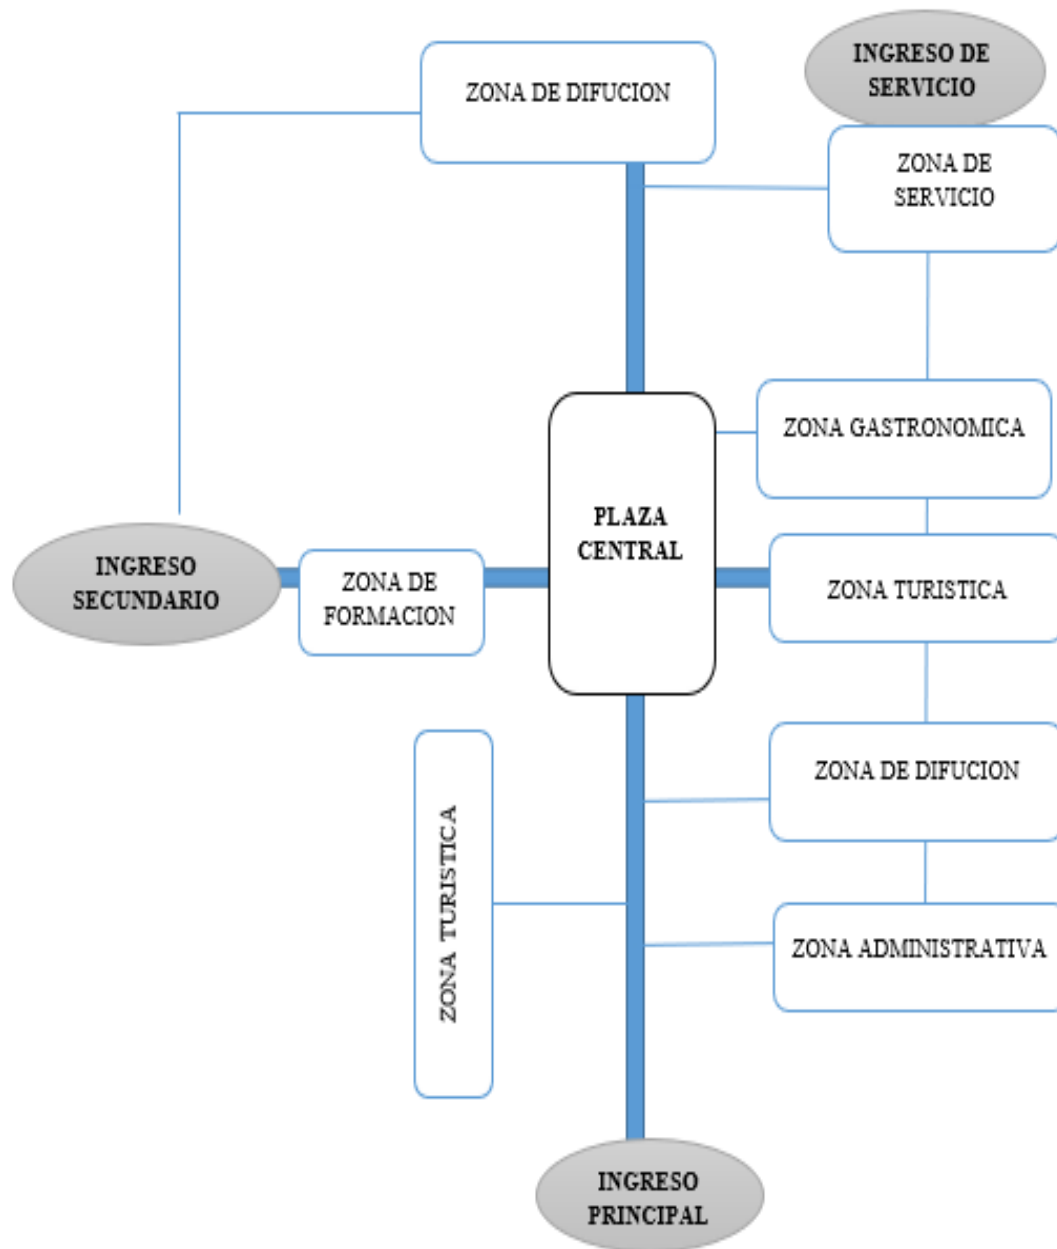 INGRESO DE
SERVICIO
ZONA DE DIFUCION
ZONA DE
SERVICIO
ZONA GASTRONOMICA
PLAZA
CENTRAL
INGRESO
SECUNDARIO
ZONA DE
FORMACION
ZONA TURISTICA
ZONA DE DIFUCION
ZONA TURISTICA
ZONA ADMINISTRATIVA
INGRESO
PRINCIPAL